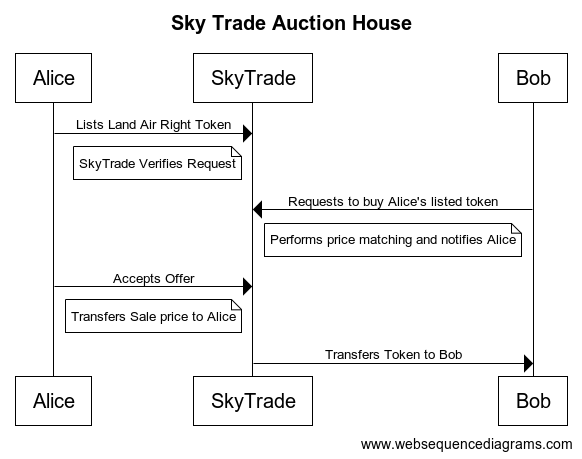 Sky Trade Auction House
Alice
SkyTrade
Bob
Lists Land Air Right Token
SkyTrade Verifies Request
Requests to buy Alice's listed token
Performs price matching and notifies Alice
Accepts Offer
Transfers Sale price to Alice
Transfers Token to Bob
Alice
SkyTrade
Bob
www.websequencediagrams.com